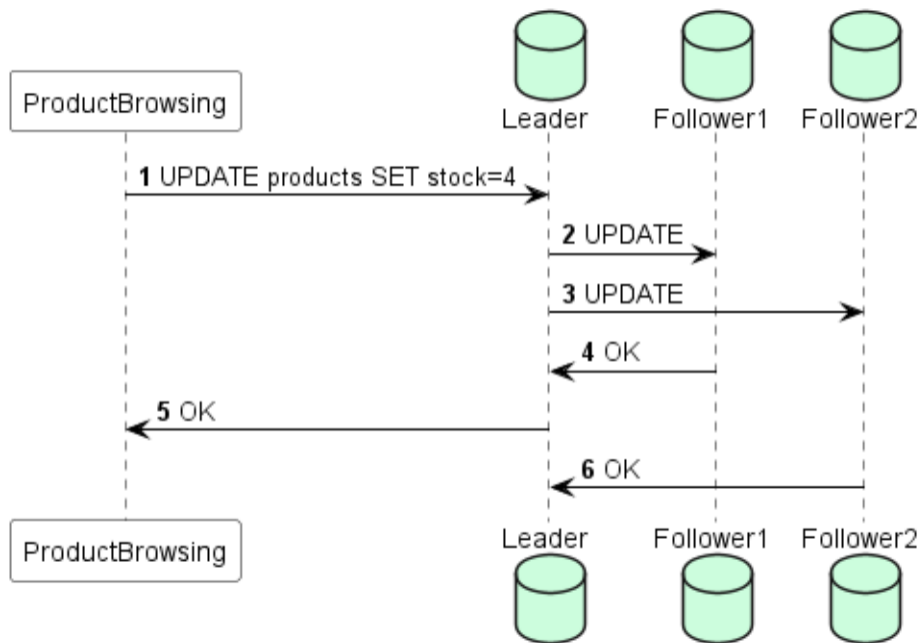 Leader
Follower1
Follower2
ProductBrowsing
1 UPDATE products SET stock=4
2 UPDATE
3 UPDATE
4 OK
5 OK
6 OK
ProductBrowsing
Leader
Follower1
Follower2